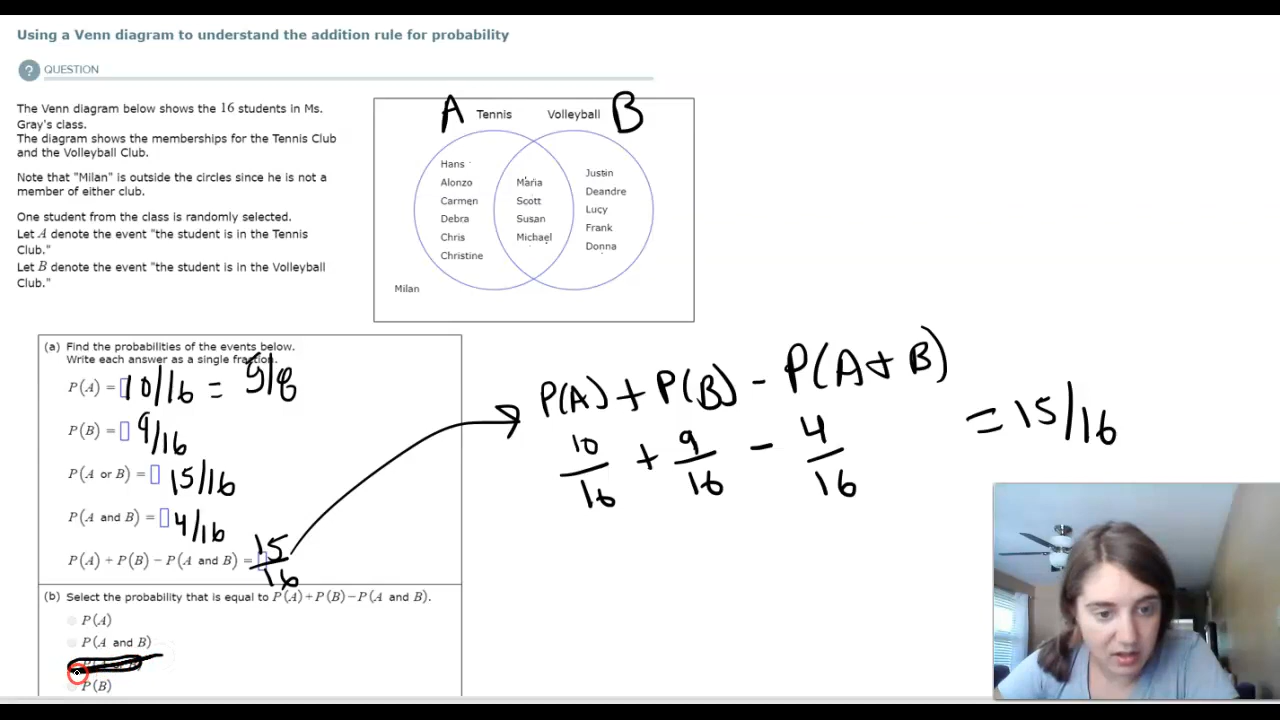 Using a Venn diagram to understand the addition rule for probability
? QUESTION
The Venn diagram below shows the 16 students in Ms.
Gray's class.
The diagram shows the memberships for the Tennis Club
and the Volleyball Club.
Note that "Milan" is outside the circles since he is not a
member of either club.
One student from the class is randomly selected.
Let A denote the event "the student is in the Tennis
Club."
Let B denote the event "the student is in the Volleyball
Club."
A Tennis Volleyball B
Hans
Alonzo
Carmen
Debra
Chris
Christine
Maria
Scott
Susan
Michael
Justin
Deandre
Lucy
Frank
Donna
Milan
(a) Find the probabilities of the events below.
Write each answer as a single fraction.
P(A) = 10/16 = 5/8
P(B) = 9/16
P(A or B) = 15/16
P(A and B) = 4/16
P(A) + P(B) − P(A and B) = 15/16
P(A) + P(B) - P(A + B)
10/16 + 9/16 - 4/16 = 15/16
(b) Select the probability that is equal to P(A)+P(B)−P(A and B).
P(A)
P(A and B)
P(B)